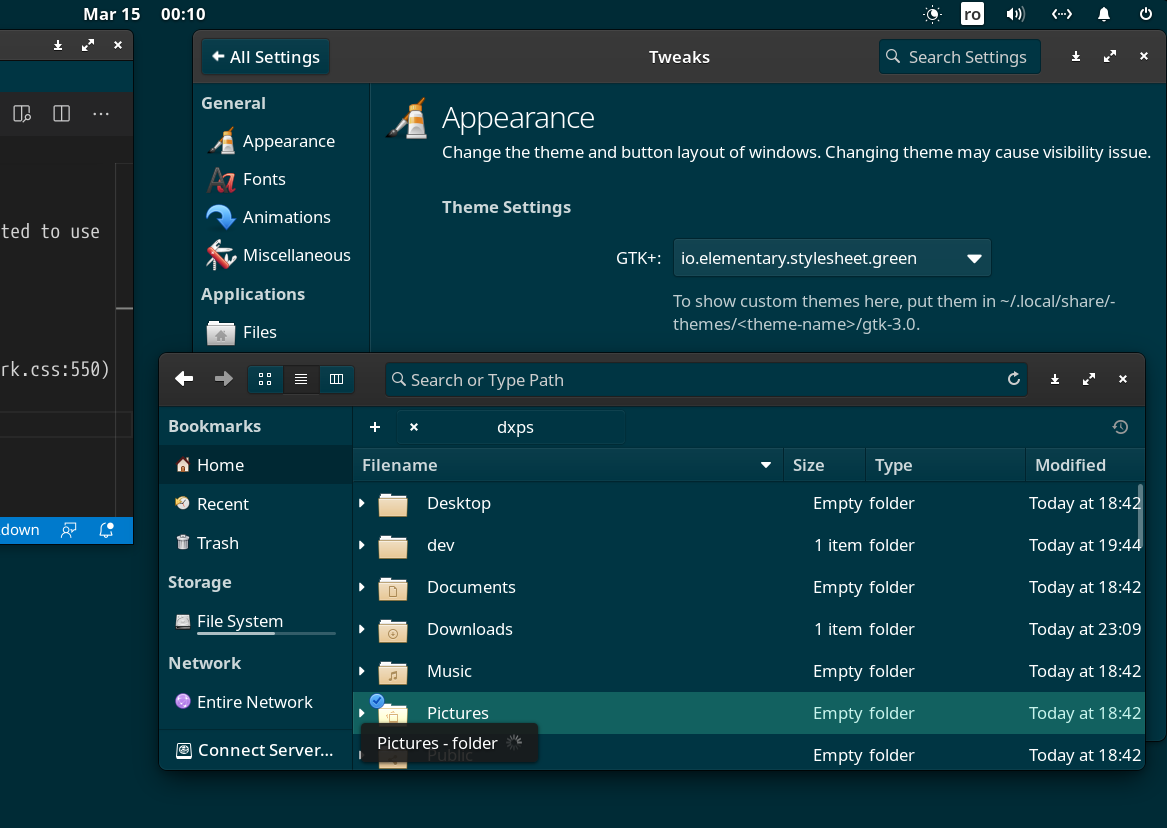 Mar 15 00:10
ro
ted to use
rk.css:550)
down
All Settings
Tweaks
Search Settings
General
Appearance
Fonts
Animations
Miscellaneous
Applications
Files
Appearance
Change the theme and button layout of windows. Changing theme may cause visibility issue.
Theme Settings
GTK+: io.elementary.stylesheet.green
To show custom themes here, put them in ~/.local/share/-
themes/<theme-name>/gtk-3.0.
Search or Type Path
Bookmarks
Home
Recent
Trash
Storage
File System
Network
Entire Network
Connect Server...
dxps
Filename Size Type Modified
Desktop Empty folder Today at 18:42
dev 1 item folder Today at 19:44
Documents Empty folder Today at 18:42
Downloads 1 item folder Today at 23:09
Music Empty folder Today at 18:42
Pictures Empty folder Today at 18:42
Public Empty folder Today at 18:42
Pictures - folder